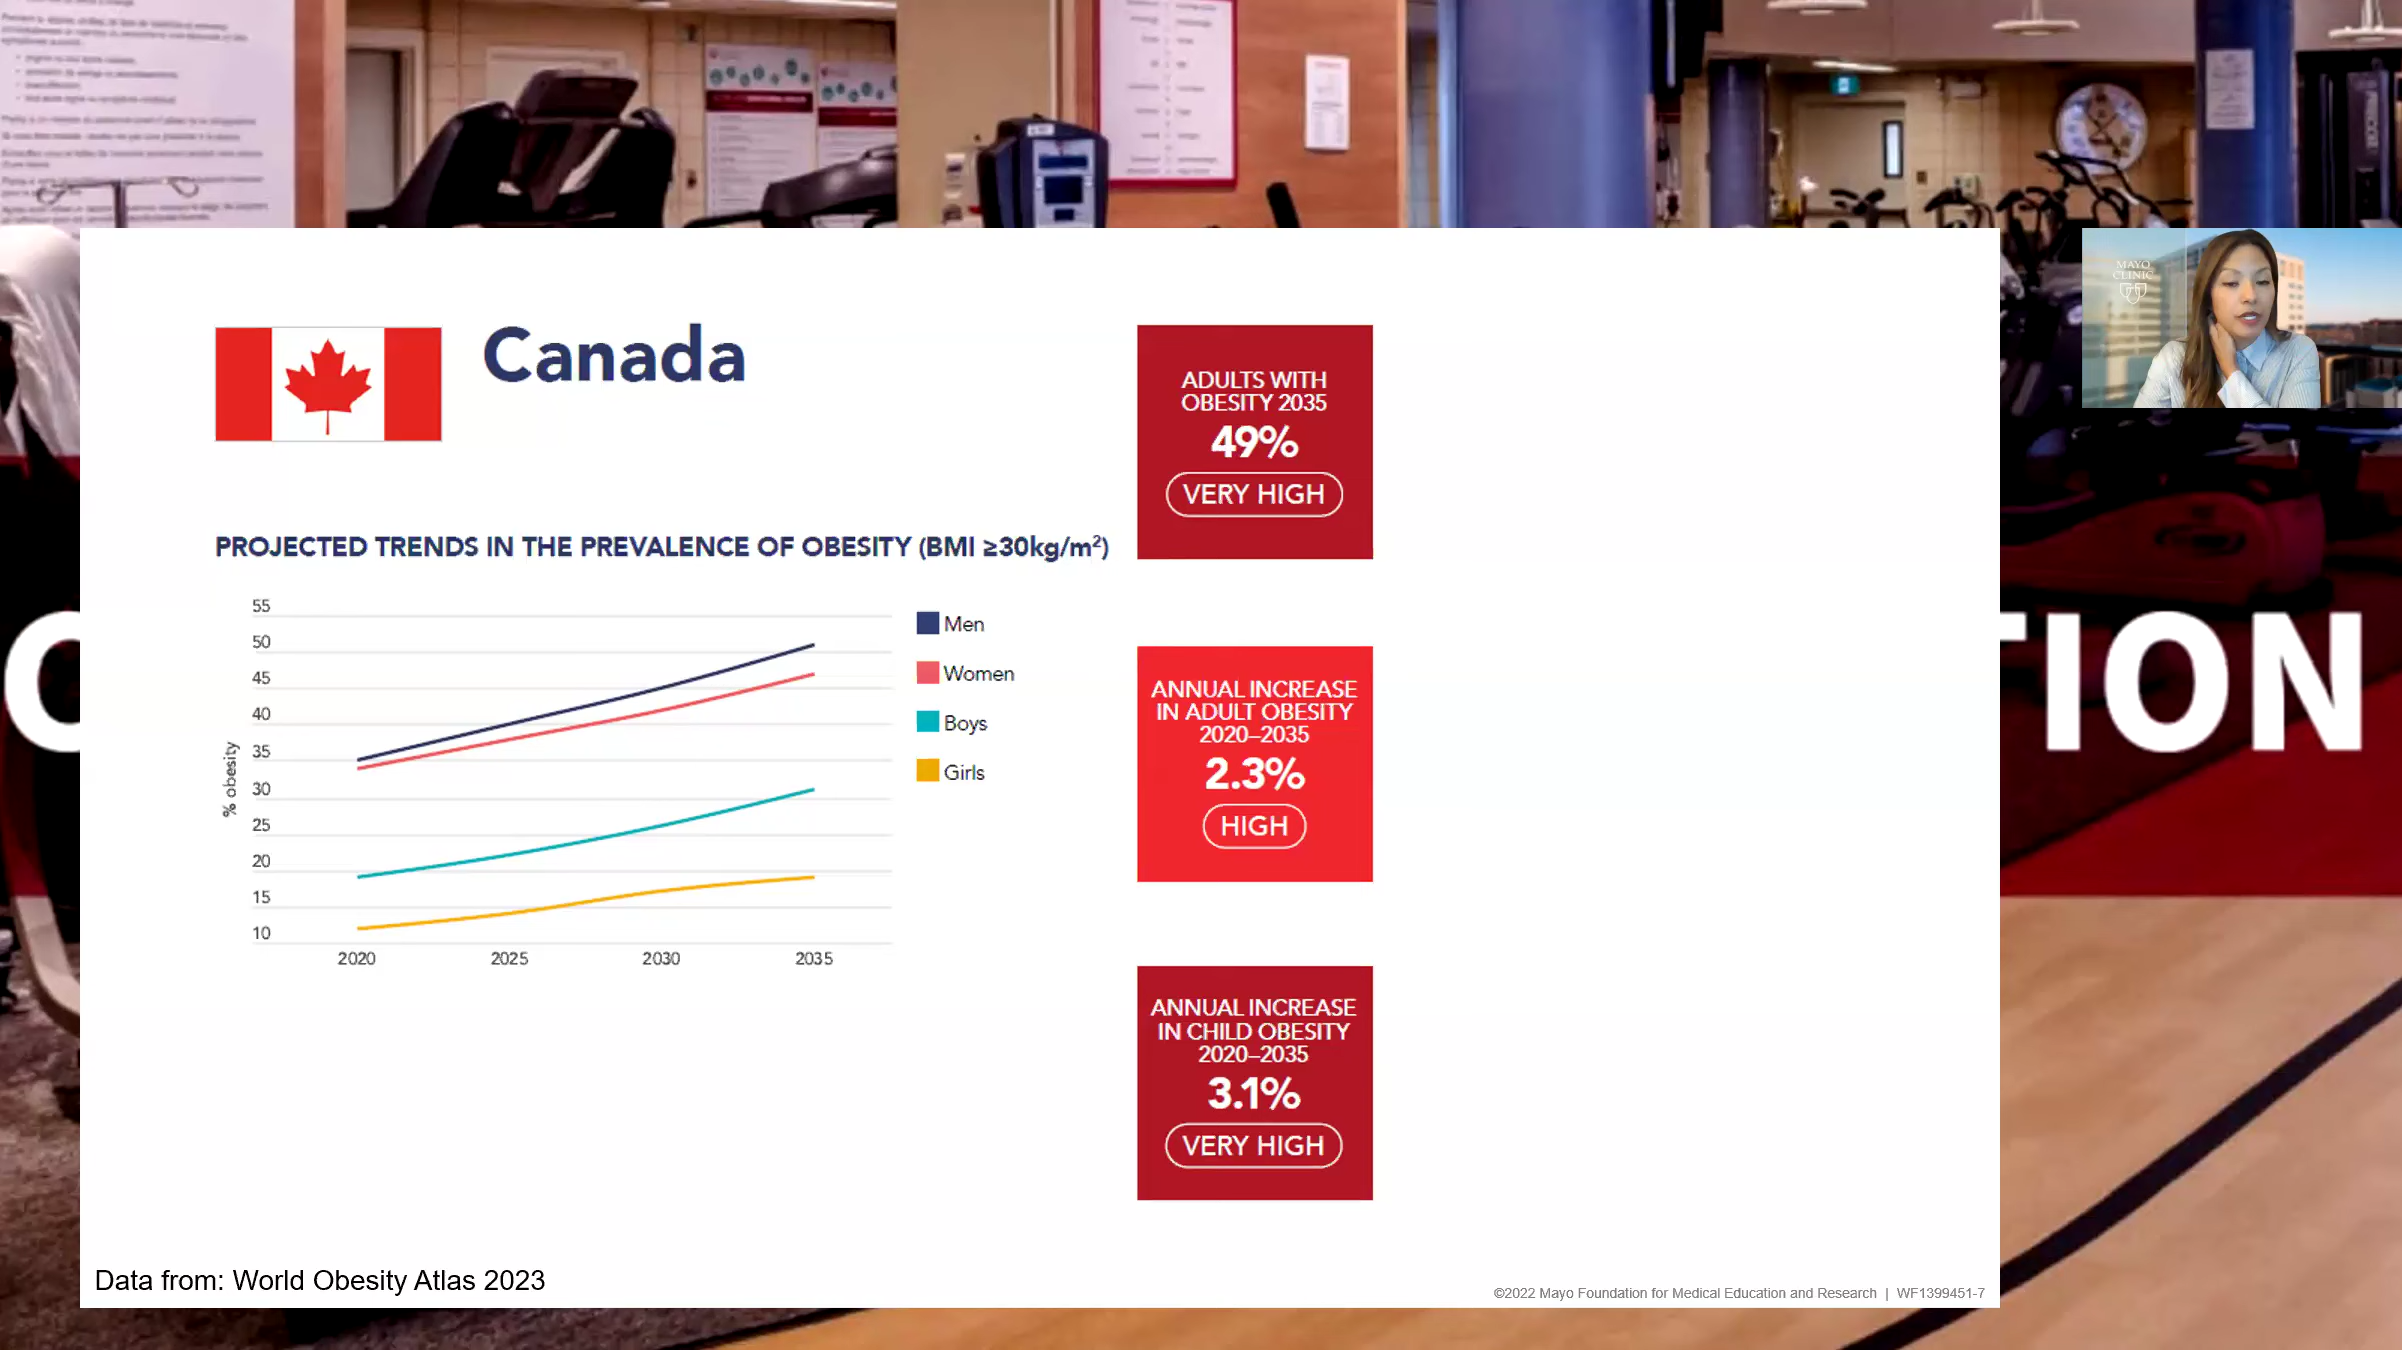 MAYO
CLINIC
Canada
ADULTS WITH
OBESITY 2035
49%
VERY HIGH
PROJECTED TRENDS IN THE PREVALENCE OF OBESITY (BMI ≥30kg/m²)
55
50
45
40
35
30
25
20
15
10
% obesity
2020 2025 2030 2035
Men
Women
Boys
Girls
ANNUAL INCREASE
IN ADULT OBESITY
2020–2035
2.3%
HIGH
ANNUAL INCREASE
IN CHILD OBESITY
2020–2035
3.1%
VERY HIGH
TION
Data from: World Obesity Atlas 2023
©2022 Mayo Foundation for Medical Education and Research | WF1399451-7